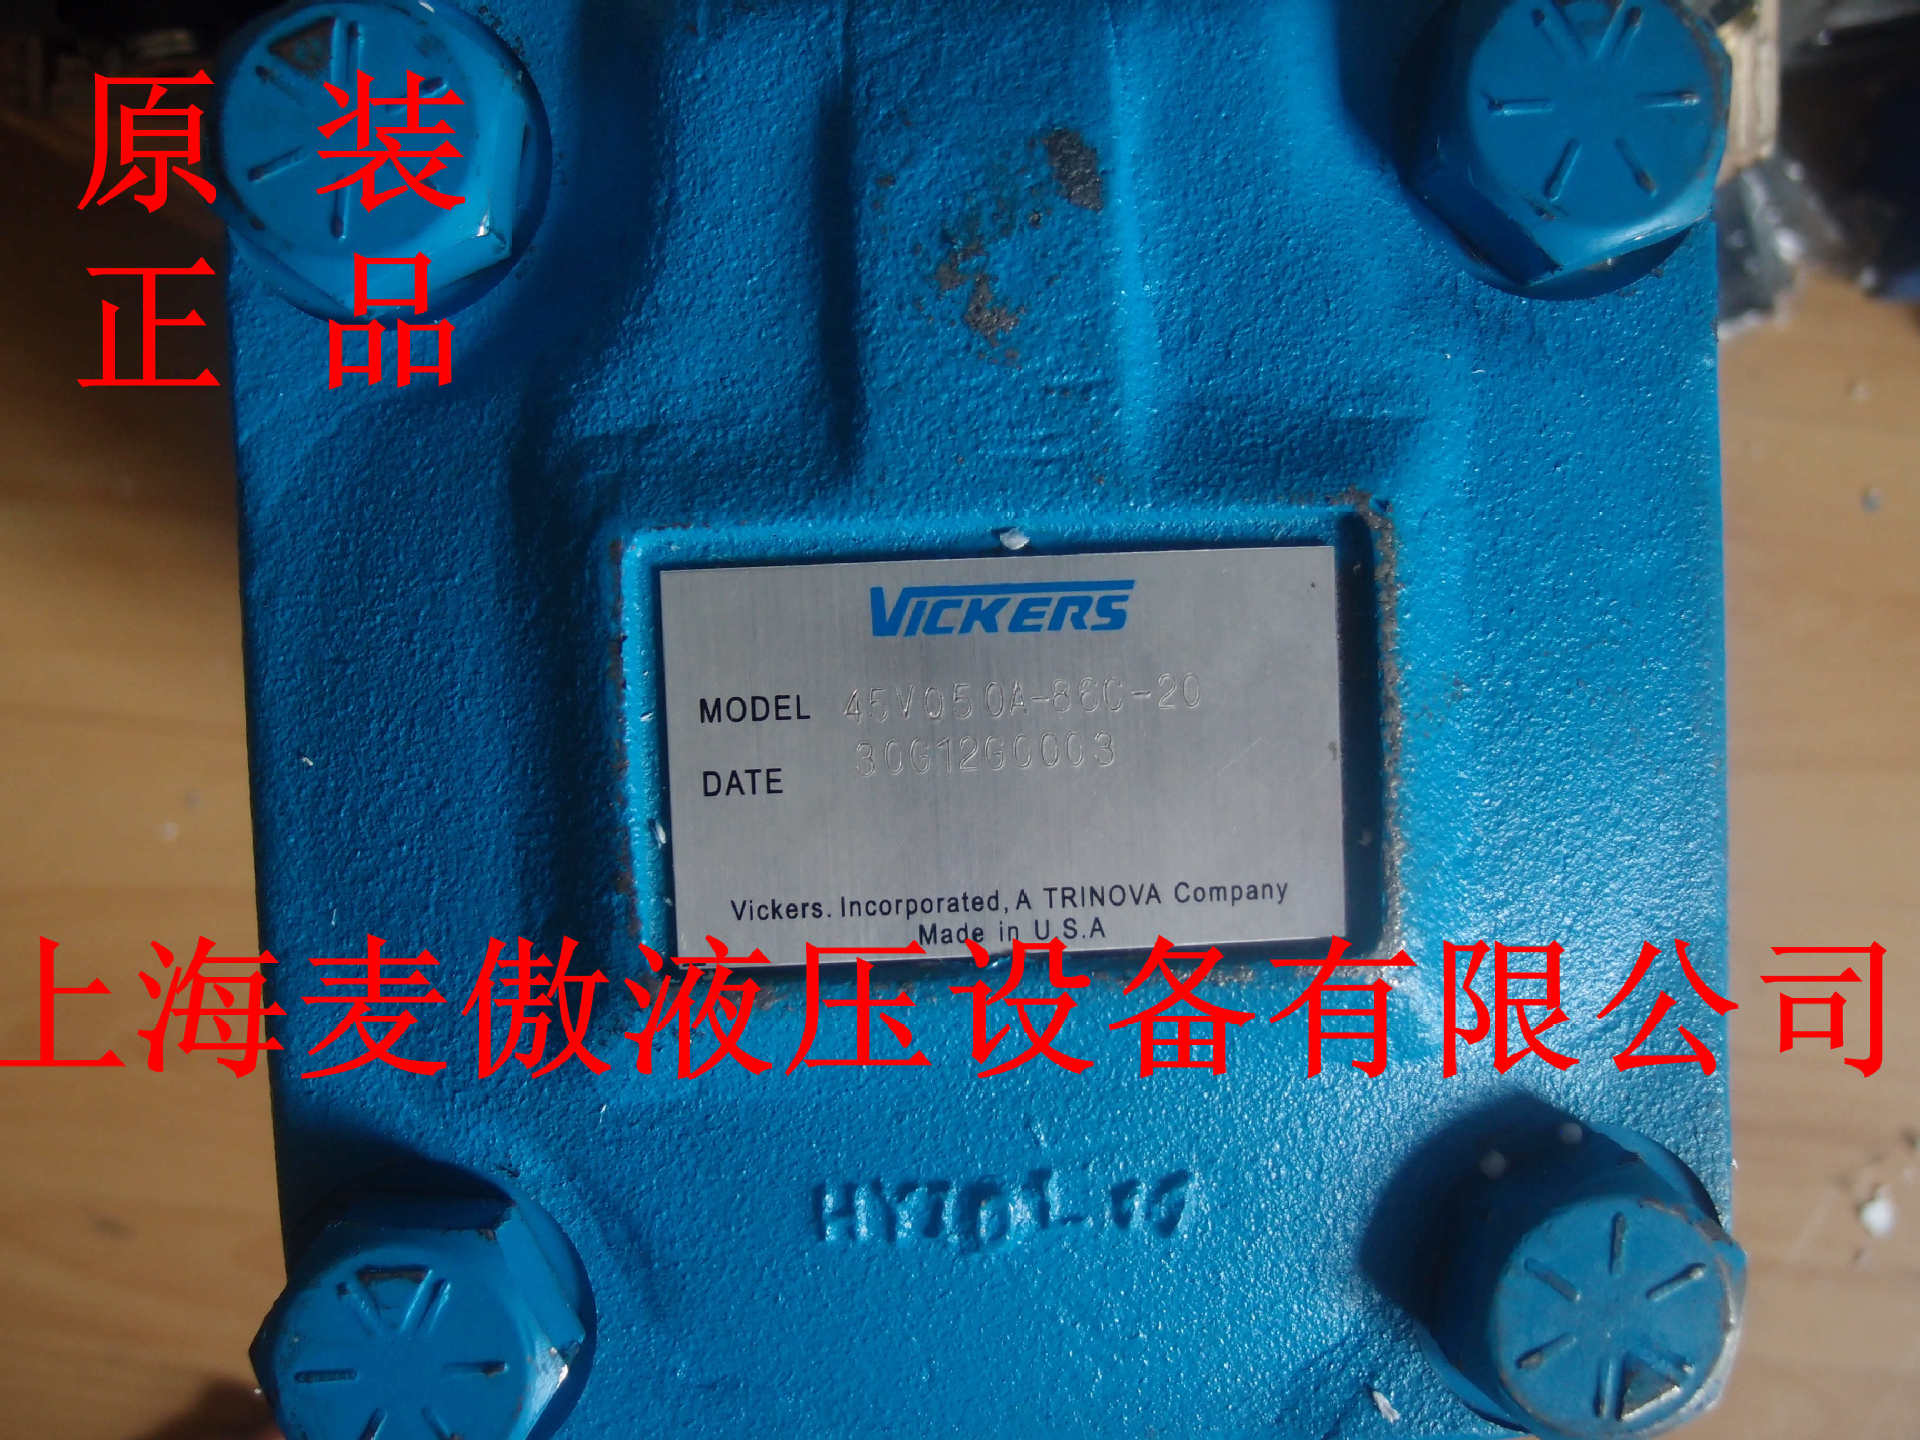 原 装
正 品
VICKERS
MODEL 45V050A-86C-20
30G12G0003
DATE
Vickers. Incorporated, A TRINOVA Company
Made in U.S.A
上海麦傲液压设备有限公司